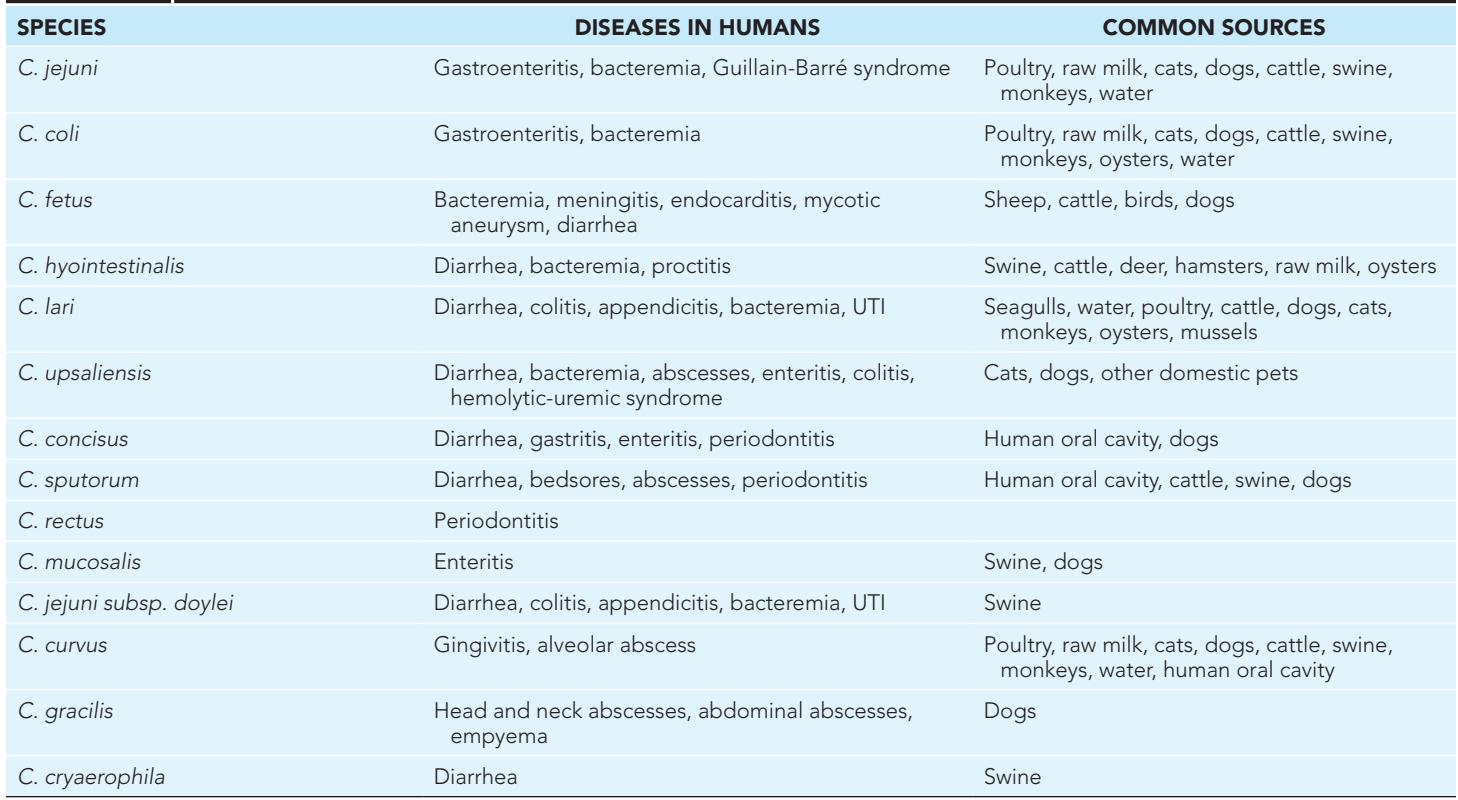 SPECIES DISEASES IN HUMANS COMMON SOURCES
C. jejuni Gastroenteritis, bacteremia, Guillain-Barré syndrome Poultry, raw milk, cats, dogs, cattle, swine,
monkeys, water
C. coli Gastroenteritis, bacteremia Poultry, raw milk, cats, dogs, cattle, swine,
monkeys, oysters, water
C. fetus Bacteremia, meningitis, endocarditis, mycotic Sheep, cattle, birds, dogs
aneurysm, diarrhea
C. hyointestinalis Diarrhea, bacteremia, proctitis Swine, cattle, deer, hamsters, raw milk, oysters
C. lari Diarrhea, colitis, appendicitis, bacteremia, UTI Seagulls, water, poultry, cattle, dogs, cats,
monkeys, oysters, mussels
C. upsaliensis Diarrhea, bacteremia, abscesses, enteritis, colitis, Cats, dogs, other domestic pets
hemolytic-uremic syndrome
C. concisus Diarrhea, gastritis, enteritis, periodontitis Human oral cavity, dogs
C. sputorum Diarrhea, bedsores, abscesses, periodontitis Human oral cavity, cattle, swine, dogs
C. rectus Periodontitis
C. mucosalis Enteritis Swine, dogs
C. jejuni subsp. doylei Diarrhea, colitis, appendicitis, bacteremia, UTI Swine
C. curvus Gingivitis, alveolar abscess Poultry, raw milk, cats, dogs, cattle, swine,
monkeys, water, human oral cavity
C. gracilis Head and neck abscesses, abdominal abscesses, Dogs
empyema
C. cryaerophila Diarrhea Swine